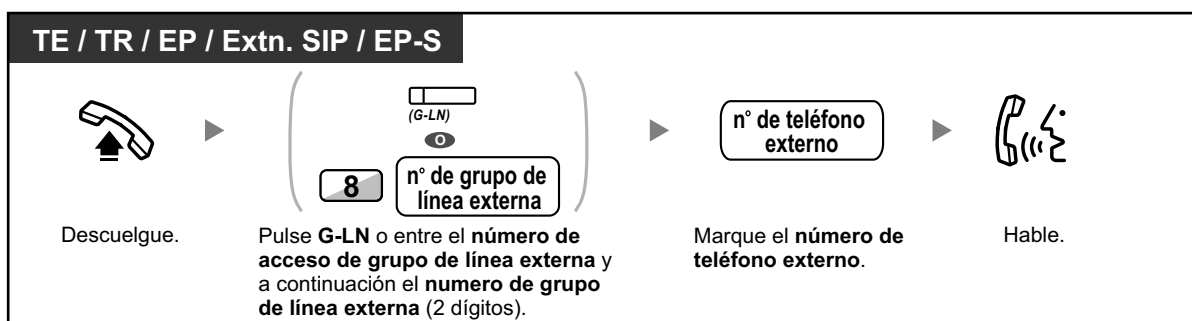 TE / TR / EP / Extn. SIP / EP-S
(G-LN)
O
8
n° de grupo de
línea externa
n° de teléfono
externo
Descuelgue.
Pulse G-LN o entre el número de
acceso de grupo de línea externa y
a continuación el numero de grupo
de línea externa (2 dígitos).
Marque el número de
teléfono externo.
Hable.